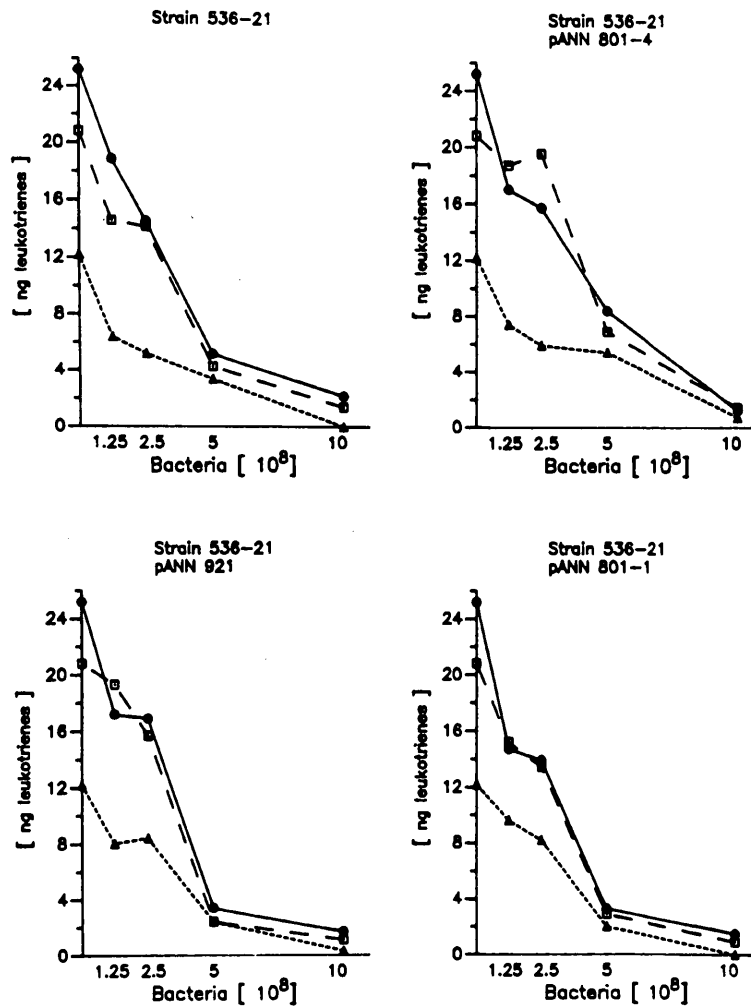 Strain 536-21
[ ng leukotrienes ]
24
20
16
12
8
4
0
1.25 2.5 5 10
Bacteria [ 10⁸]
Strain 536-21
pANN 801-4
[ ng leukotrienes ]
24
20
16
12
8
4
0
1.25 2.5 5 10
Bacteria [ 10⁸]
Strain 536-21
pANN 921
[ ng leukotrienes ]
24
20
16
12
8
4
0
1.25 2.5 5 10
Bacteria [ 10⁸]
Strain 536-21
pANN 801-1
[ ng leukotrienes ]
24
20
16
12
8
4
0
1.25 2.5 5 10
Bacteria [ 10⁸]